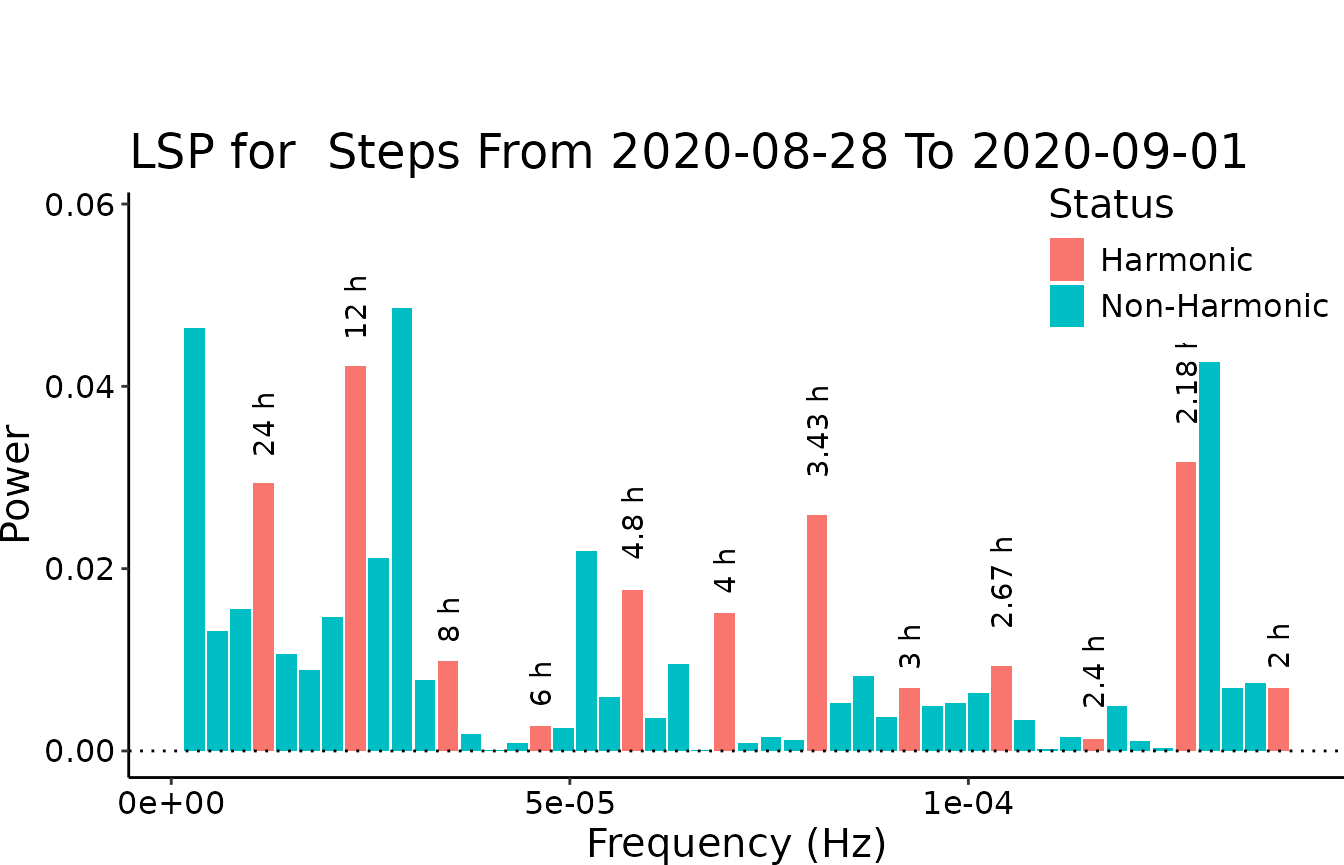 LSP for  Steps From 2020-08-28 To 2020-09-01
Status
Harmonic
Non-Harmonic
Power
0.06
0.04
0.02
0.00
24 h
12 h
8 h
6 h
4.8 h
4 h
3.43 h
3 h
2.67 h
2.4 h
2.18 h
2 h
0e+00
5e-05
1e-04
Frequency (Hz)